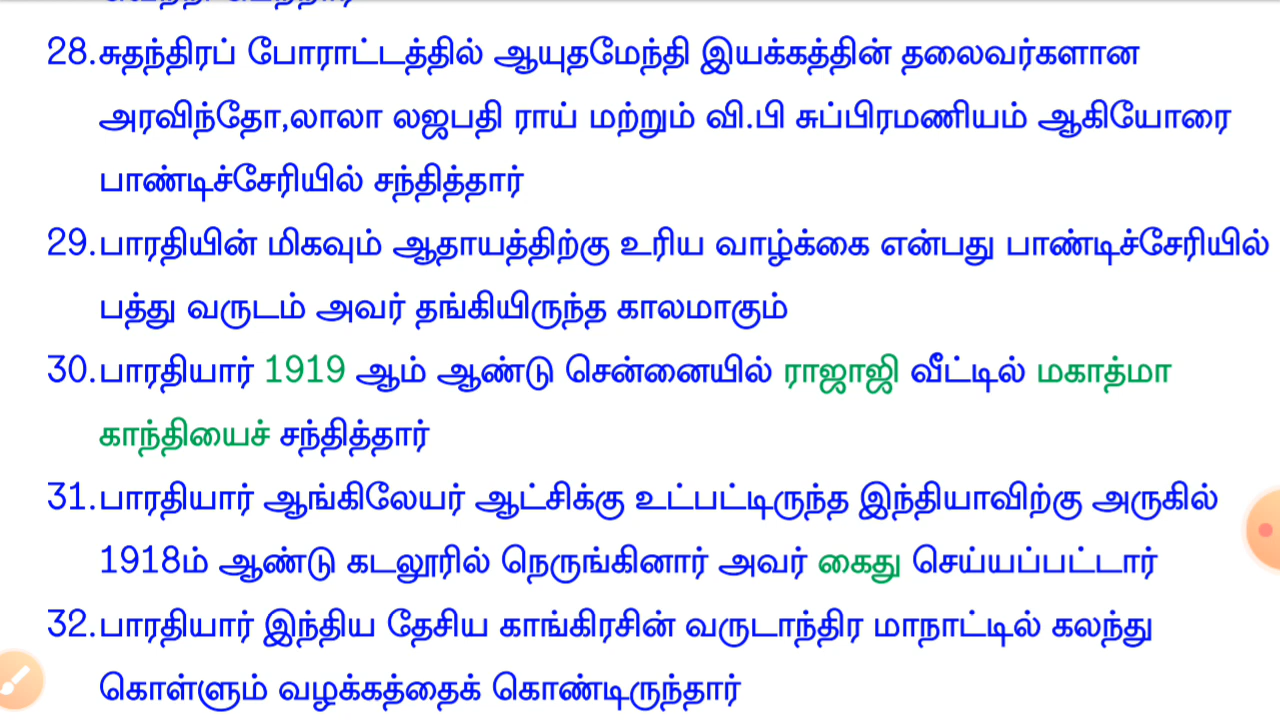 28.சுதந்திரப் போராட்டத்தில் ஆயுதமேந்தி இயக்கத்தின் தலைவர்களான
அரவிந்தோ,லாலா லஜபதி ராய் மற்றும் வி.பி சுப்பிரமணியம் ஆகியோரை
பாண்டிச்சேரியில் சந்தித்தார்
29.பாரதியின் மிகவும் ஆதாயத்திற்கு உரிய வாழ்க்கை என்பது பாண்டிச்சேரியில்
பத்து வருடம் அவர் தங்கியிருந்த காலமாகும்
30.பாரதியார் 1919 ஆம் ஆண்டு சென்னையில் ராஜாஜி வீட்டில் மகாத்மா
காந்தியைச் சந்தித்தார்
31.பாரதியார் ஆங்கிலேயர் ஆட்சிக்கு உட்பட்டிருந்த இந்தியாவிற்கு அருகில்
1918ம் ஆண்டு கடலூரில் நெருங்கினார் அவர் கைது செய்யப்பட்டார்
32.பாரதியார் இந்திய தேசிய காங்கிரசின் வருடாந்திர மாநாட்டில் கலந்து
கொள்ளும் வழக்கத்தைக் கொண்டிருந்தார்